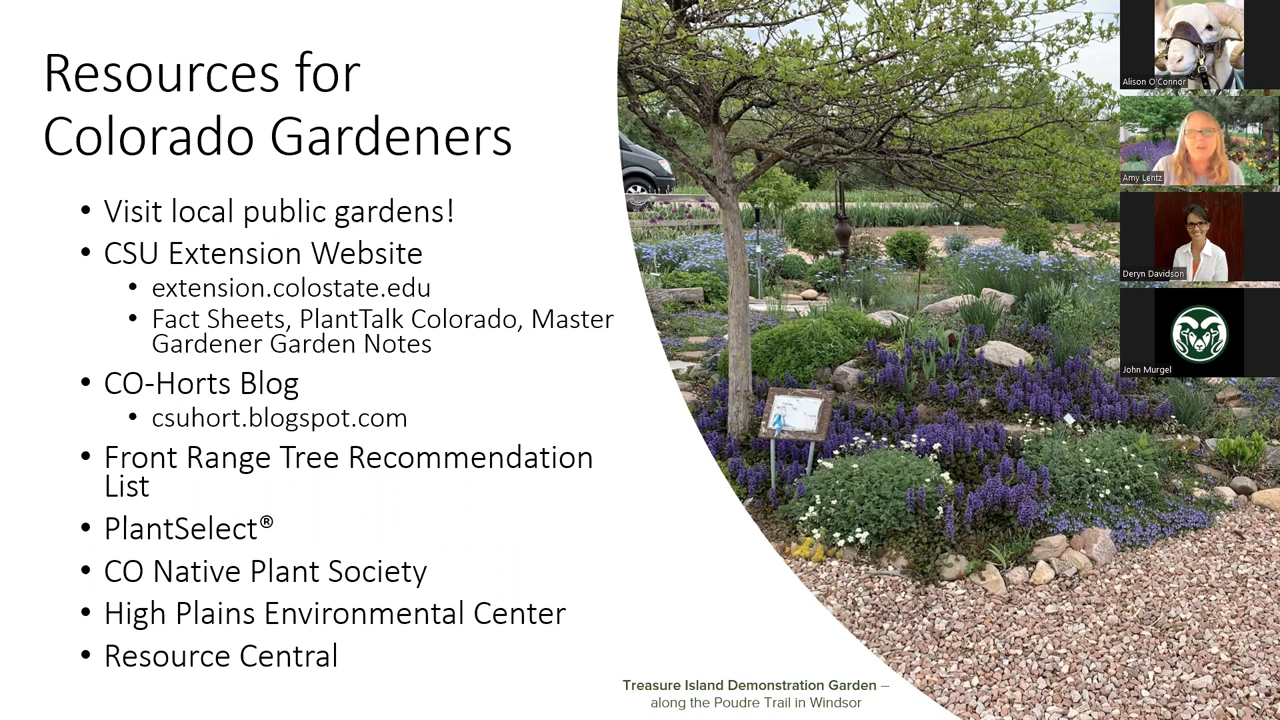 Resources for
Colorado Gardeners
• Visit local public gardens!
• CSU Extension Website
• extension.colostate.edu
• Fact Sheets, PlantTalk Colorado, Master
Gardener Garden Notes
• CO-Horts Blog
• csuhort.blogspot.com
• Front Range Tree Recommendation
List
• PlantSelect®
• CO Native Plant Society
• High Plains Environmental Center
• Resource Central
Treasure Island Demonstration Garden –
along the Poudre Trail in Windsor
Alison O'Connor
Amy Lentz
Deryn Davidson
John Murgel